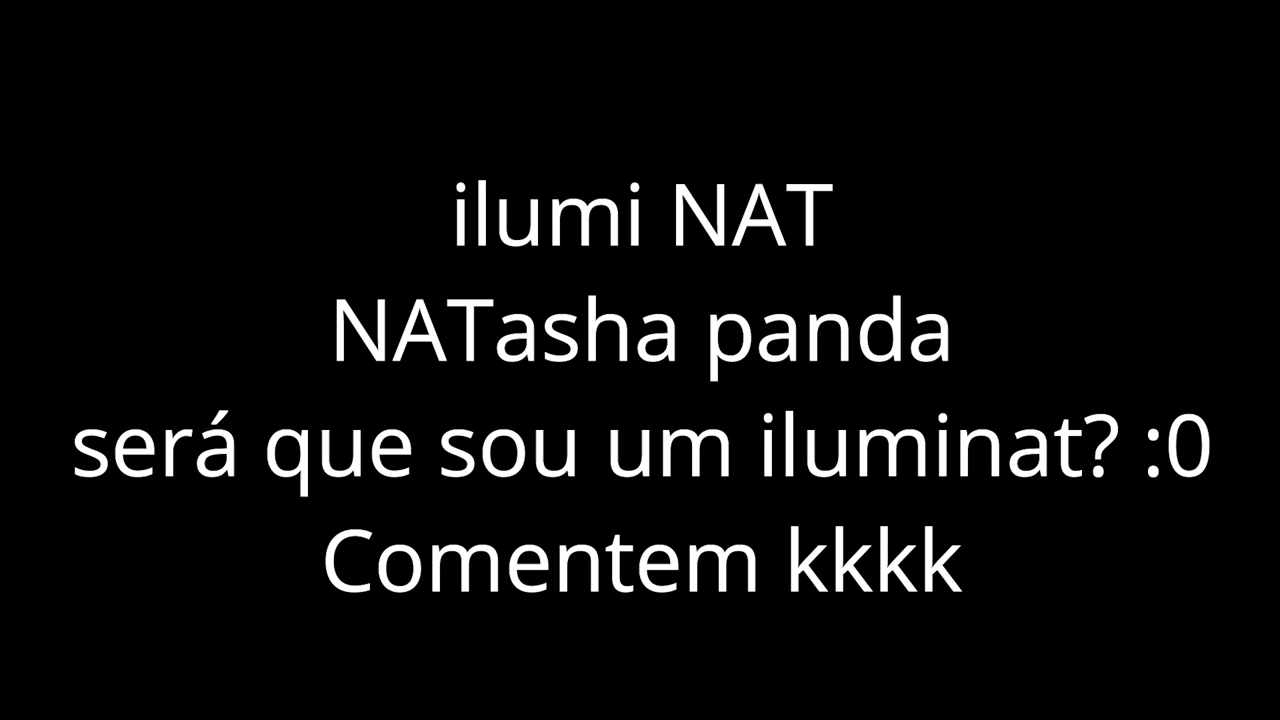 ilumi NAT
NATasha panda
será que sou um iluminat? :0
Comentem kkkk